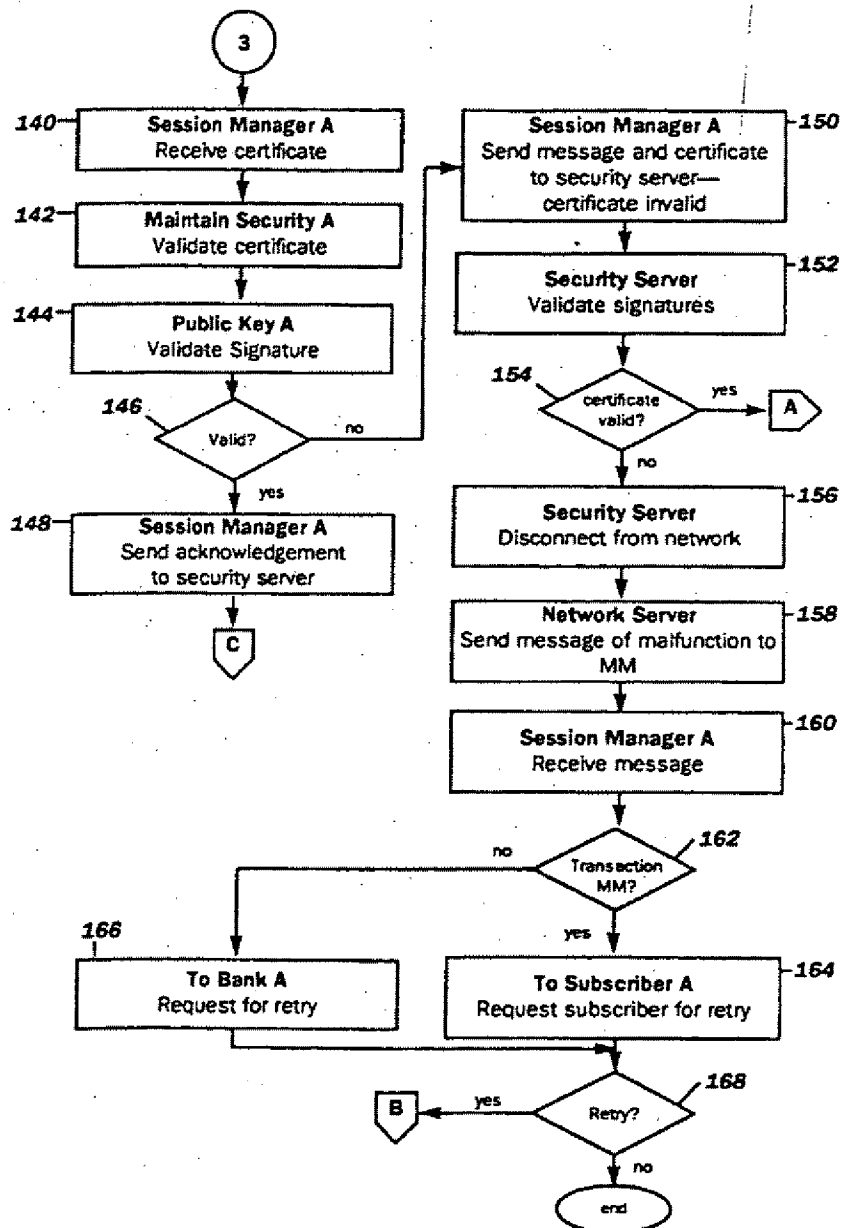 3
140
Session Manager A
Receive certificate
142
Maintain Security A
Validate certificate
144
Public Key A
Validate Signature
146
Valid?
no
yes
148
Session Manager A
Send acknowledgement
to security server
C
150
Session Manager A
Send message and certificate
to security server—
certificate invalid
152
Security Server
Validate signatures
154
certificate
valid?
yes
A
no
156
Security Server
Disconnect from network
158
Network Server
Send message of malfunction to
MM
160
Session Manager A
Receive message
162
Transaction
MM?
no
yes
166
To Bank A
Request for retry
164
To Subscriber A
Request subscriber for retry
168
Retry?
yes
B
no
end